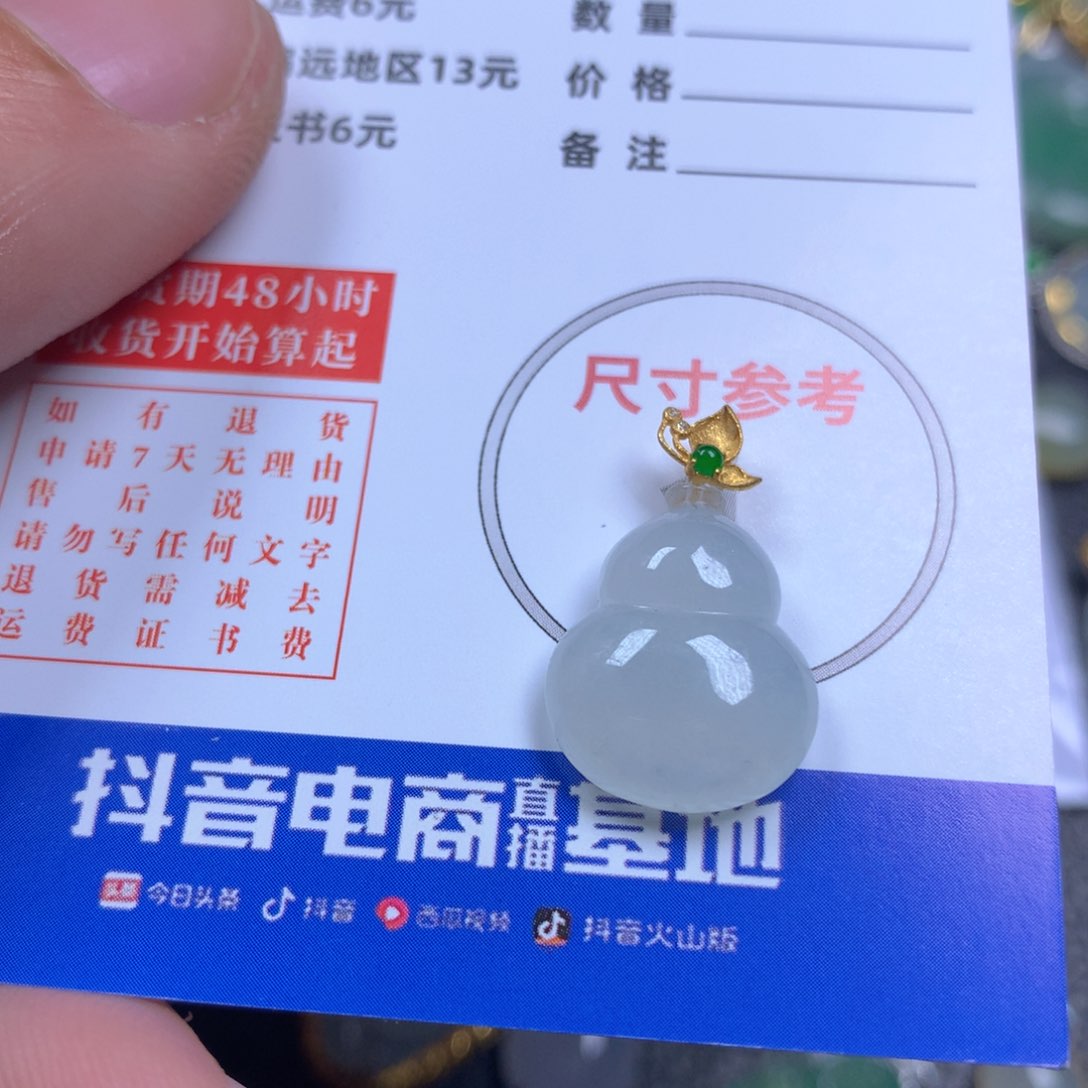 运费6元
远地区13元
书6元
数量
价格
备注
货期48小时
收货开始算起
如有退货
申请7天无理由
售后说明
请勿写任何文字
退货需减去
运费证书费
尺寸参考
抖音电商直播基地
头条 今日头条 抖音 西瓜视频 抖音火山版